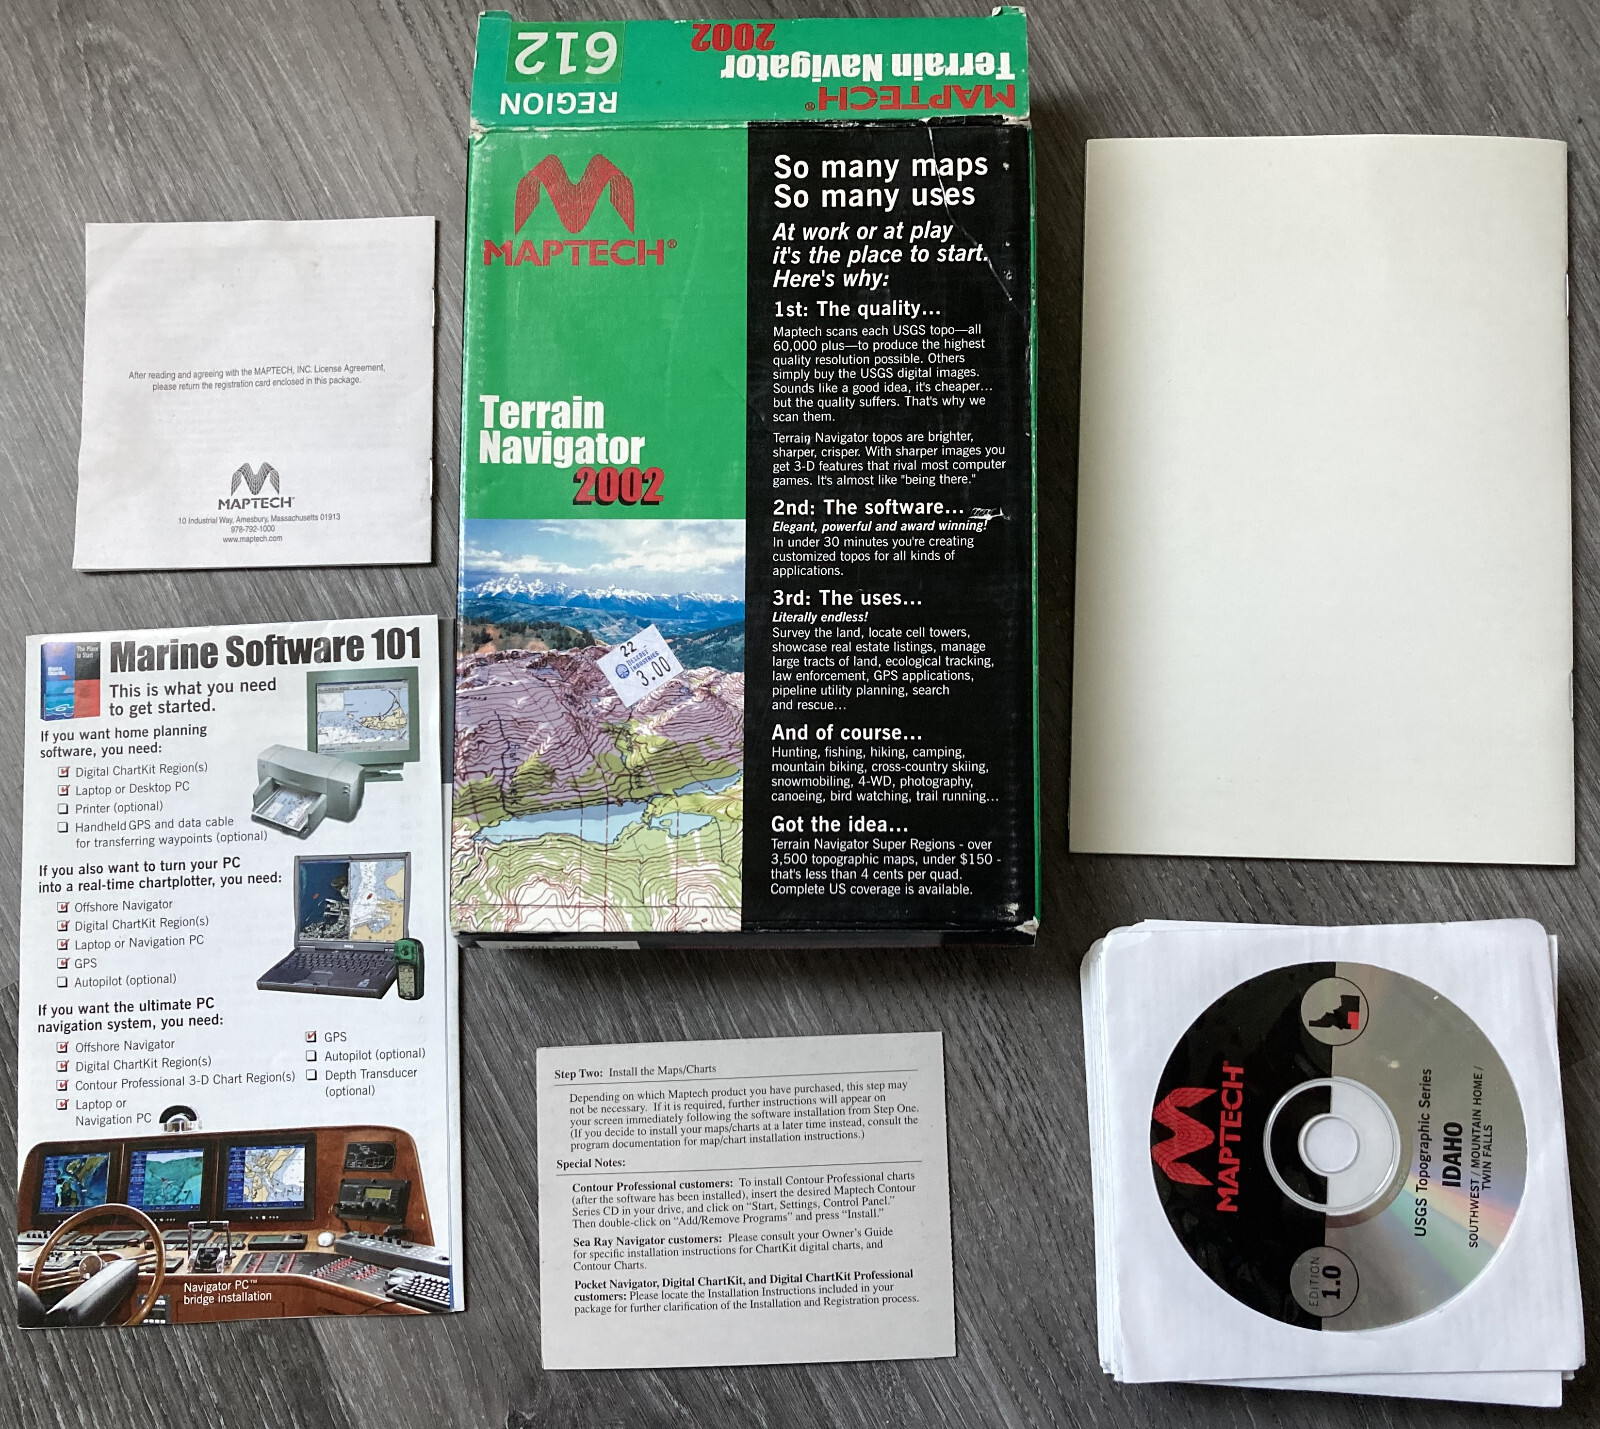 REGION
612
MAPTECH®
Terrain Navigator
2002
MAPTECH®
Terrain
Navigator
2002
22
DESERET
INDUSTRIES
3.00
So many maps
So many uses
At work or at play
it's the place to start.
Here's why:
1st: The quality...
Maptech scans each USGS topo—all
60,000 plus—to produce the highest
quality resolution possible. Others
simply buy the USGS digital images.
Sounds like a good idea, it's cheaper...
but the quality suffers. That's why we
scan them.
Terrain Navigator topos are brighter,
sharper, crisper. With sharper images you
get 3-D features that rival most computer
games. It's almost like "being there."
2nd: The software...
Elegant, powerful and award winning!
In under 30 minutes you're creating
customized topos for all kinds of
applications.
3rd: The uses...
Literally endless!
Survey the land, locate cell towers,
showcase real estate listings, manage
large tracts of land, ecological tracking,
law enforcement, GPS applications,
pipeline utility planning, search
and rescue...
And of course...
Hunting, fishing, hiking, camping,
mountain biking, cross-country skiing,
snowmobiling, 4-WD, photography,
canoeing, bird watching, trail running...
Got the idea...
Terrain Navigator Super Regions - over
3,500 topographic maps, under $150 -
that's less than 4 cents per quad.
Complete US coverage is available.
After reading and agreeing with the MAPTECH, INC. License Agreement,
please return the registration card enclosed in this package.
MAPTECH
10 Industrial Way, Amesbury, Massachusetts 01913
978-792-1000
www.maptech.com
The Place
to Start
Marine Software 101
This is what you need
to get started.
If you want home planning
software, you need:
Digital ChartKit Region(s)
Laptop or Desktop PC
Printer (optional)
Handheld GPS and data cable
for transferring waypoints (optional)
If you also want to turn your PC
into a real-time chartplotter, you need:
Offshore Navigator
Digital ChartKit Region(s)
Laptop or Navigation PC
GPS
Autopilot (optional)
If you want the ultimate PC
navigation system, you need:
Offshore Navigator
Digital ChartKit Region(s)
Contour Professional 3-D Chart Region(s)
Laptop or
Navigation PC
GPS
Autopilot (optional)
Depth Transducer
(optional)
Navigator PC™
bridge installation
Step Two: Install the Maps/Charts
Depending on which Maptech product you have purchased, this step may
not be necessary. If it is required, further instructions will appear on
your screen immediately following the software installation from Step One.
(If you decide to install your maps/charts at a later time instead, consult the
program documentation for map/chart installation instructions.)
Special Notes:
Contour Professional customers: To install Contour Professional charts
(after the software has been installed), insert the desired Maptech Contour
Series CD in your drive, and click on "Start, Settings, Control Panel."
Then double-click on "Add/Remove Programs" and press "Install."
Sea Ray Navigator customers: Please consult your Owner's Guide
for specific installation instructions for ChartKit digital charts, and
Contour Charts.
Pocket Navigator, Digital ChartKit, and Digital ChartKit Professional
customers: Please locate the Installation Instructions included in your
package for further clarification of the Installation and Registration process.
MAPTECH®
USGS Topographic Series
IDAHO
SOUTHWEST / MOUNTAIN HOME /
TWIN FALLS
EDITION
1.0